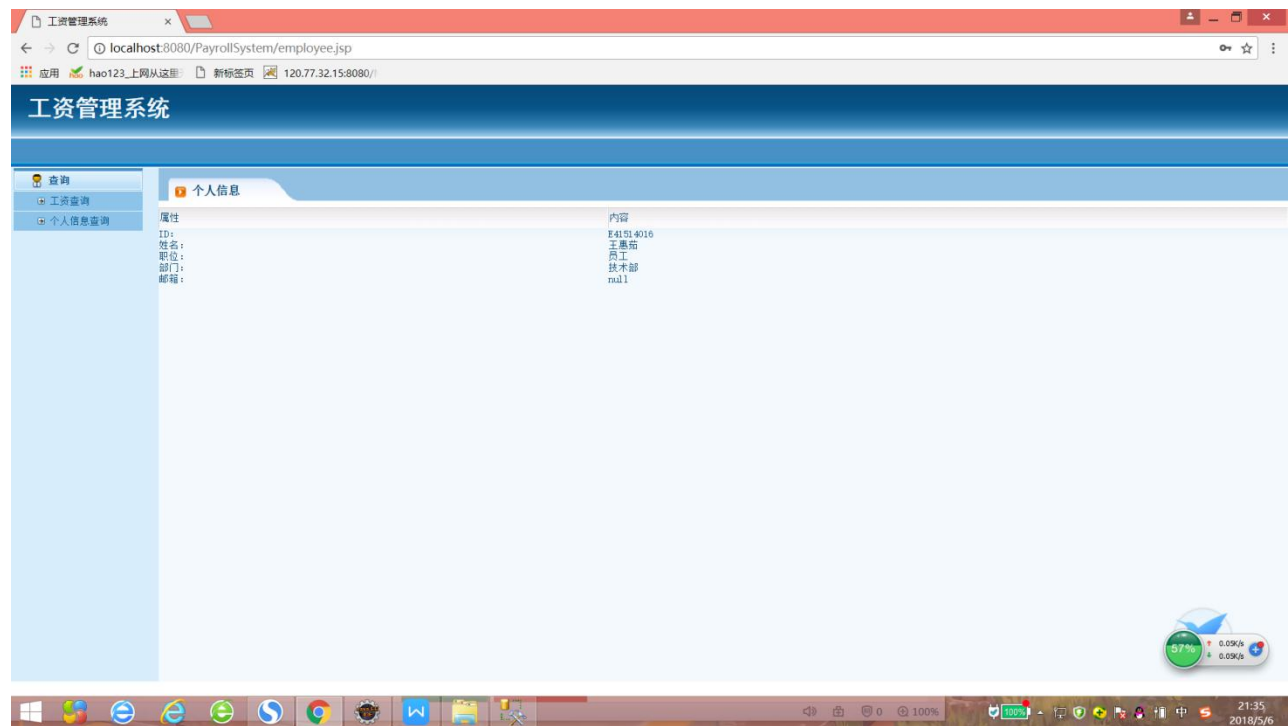 工资管理系统
localhost:8080/PayrollSystem/employee.jsp
应用 hao123_上网从这里 新标签页 120.77.32.15:8080/
工资管理系统
查询
工资查询
个人信息查询
个人信息
属性 内容
ID: E41514016
姓名: 王惠茹
职位: 员工
部门: 技术部
邮箱: null
57% 0.05K/s
0.05K/s
0 100% 100% 中 21:35
2018/5/6